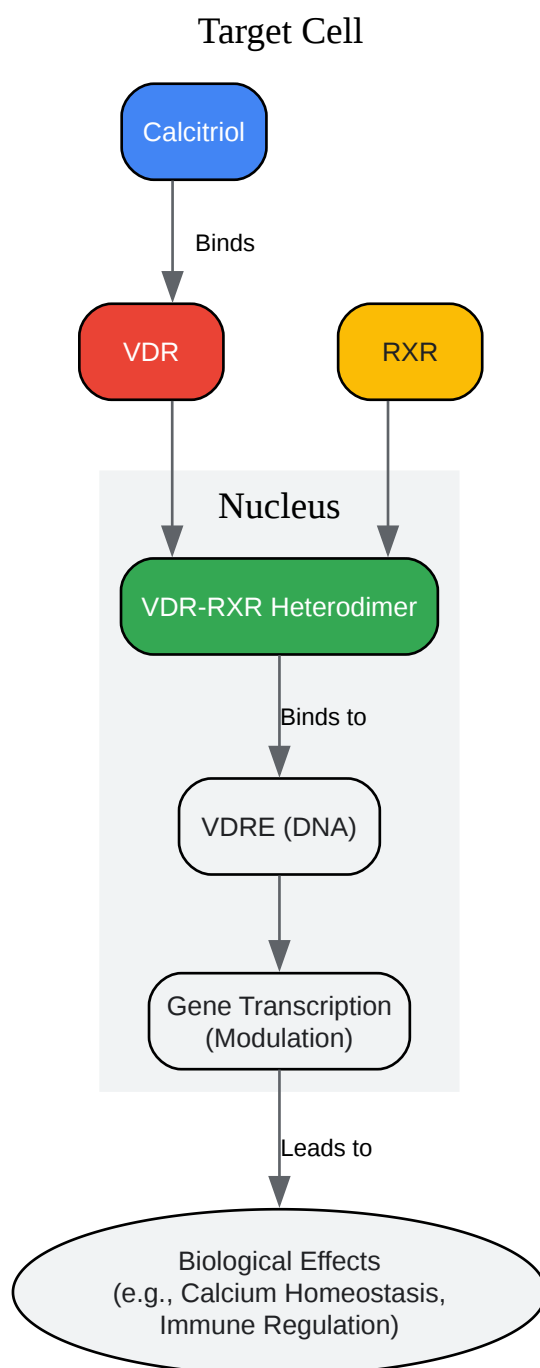 Target Cell
Calcitriol
Binds
VDR
RXR
Nucleus
VDR-RXR Heterodimer
Binds to
VDRE (DNA)
Gene Transcription
(Modulation)
Leads to
Biological Effects
(e.g., Calcium Homeostasis,
Immune Regulation)